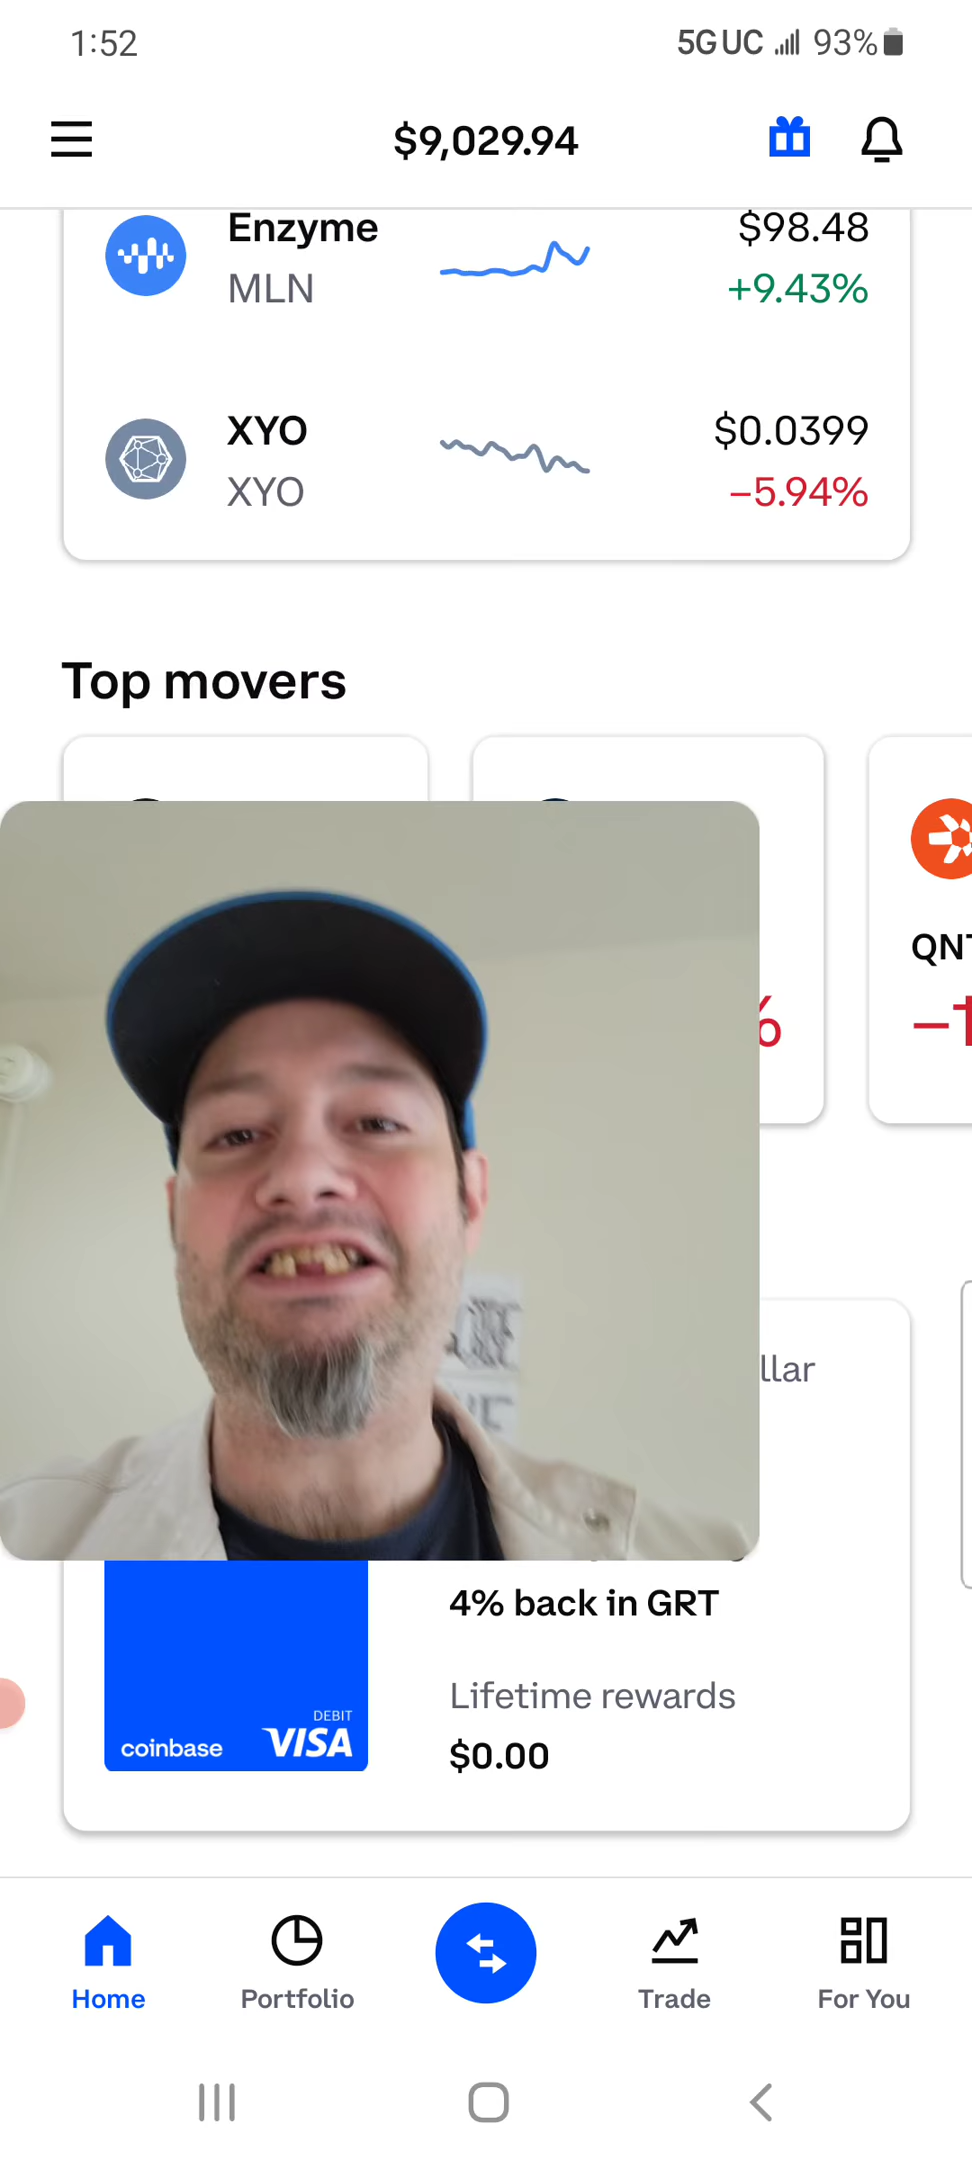 1:52 5G UC 93%
$9,029.94
Enzyme $98.48
MLN +9.43%
XYO $0.0399
XYO −5.94%
Top movers
QNT
%
−1
llar
4% back in GRT
Lifetime rewards
DEBIT
coinbase VISA
$0.00
Home Portfolio Trade For You